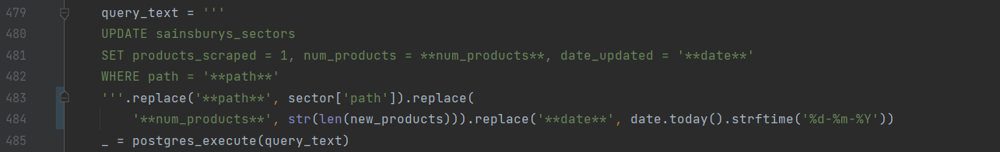 479 query_text = '''
480 UPDATE sainsburys_sectors
481 SET products_scraped = 1, num_products = **num_products**, date_updated = '**date**'
482 WHERE path = '**path**'
483 '''.replace('**path**', sector['path']).replace(
484 '**num_products**', str(len(new_products))).replace('**date**', date.today().strftime('%d-%m-%Y'))
485 _ = postgres_execute(query_text)